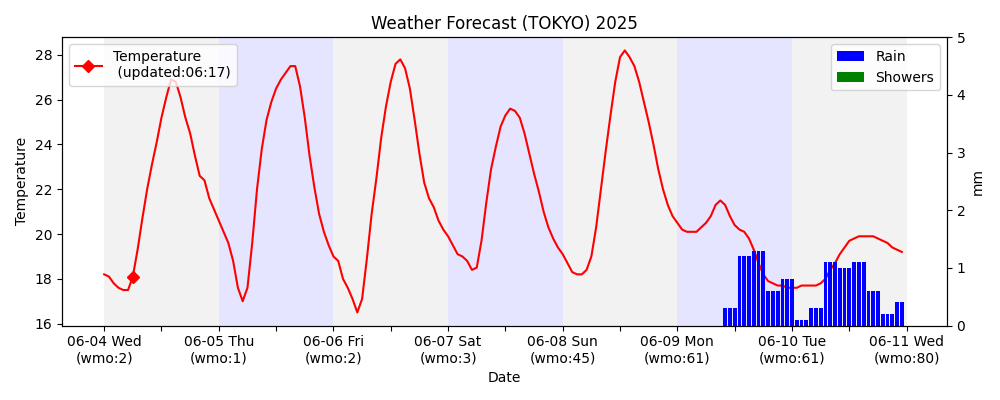 Weather Forecast (TOKYO) 2025
Temperature
(updated:06:17)
Rain
Showers
28
26
24
22
20
18
16
Temperature
5
4
3
2
1
0
mm
06-04 Wed
(wmo:2)
06-05 Thu
(wmo:1)
06-06 Fri
(wmo:2)
06-07 Sat
(wmo:3)
06-08 Sun
(wmo:45)
06-09 Mon
(wmo:61)
06-10 Tue
(wmo:61)
06-11 Wed
(wmo:80)
Date